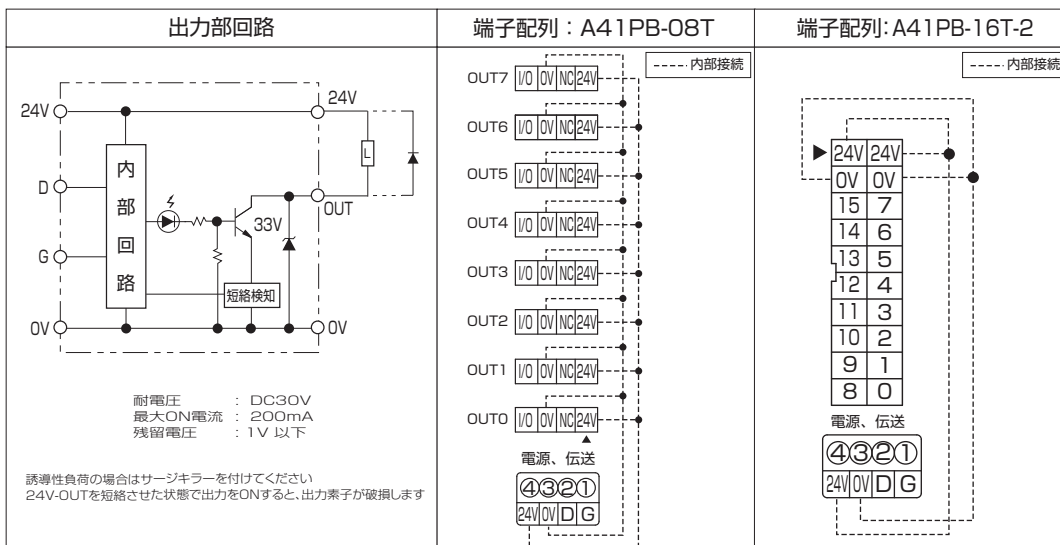 出力部回路
24V
24V
内部回路
D
L
OUT
33V
G
短絡検知
0V
0V
耐電圧 : DC30V
最大ON電流 : 200mA
残留電圧 : 1V 以下
誘導性負荷の場合はサージキラーを付けてください
24V-OUTを短絡させた状態で出力をONすると、出力素子が破損します
端子配列：A41PB-08T
内部接続
OUT7 I/O 0V NC 24V
OUT6 I/O 0V NC 24V
OUT5 I/O 0V NC 24V
OUT4 I/O 0V NC 24V
OUT3 I/O 0V NC 24V
OUT2 I/O 0V NC 24V
OUT1 I/O 0V NC 24V
OUT0 I/O 0V NC 24V
電源、伝送
④③②①
24V 0V D G
端子配列:A41PB-16T-2
内部接続
24V 24V
0V 0V
15 7
14 6
13 5
12 4
11 3
10 2
9 1
8 0
電源、伝送
④③②①
24V 0V D G